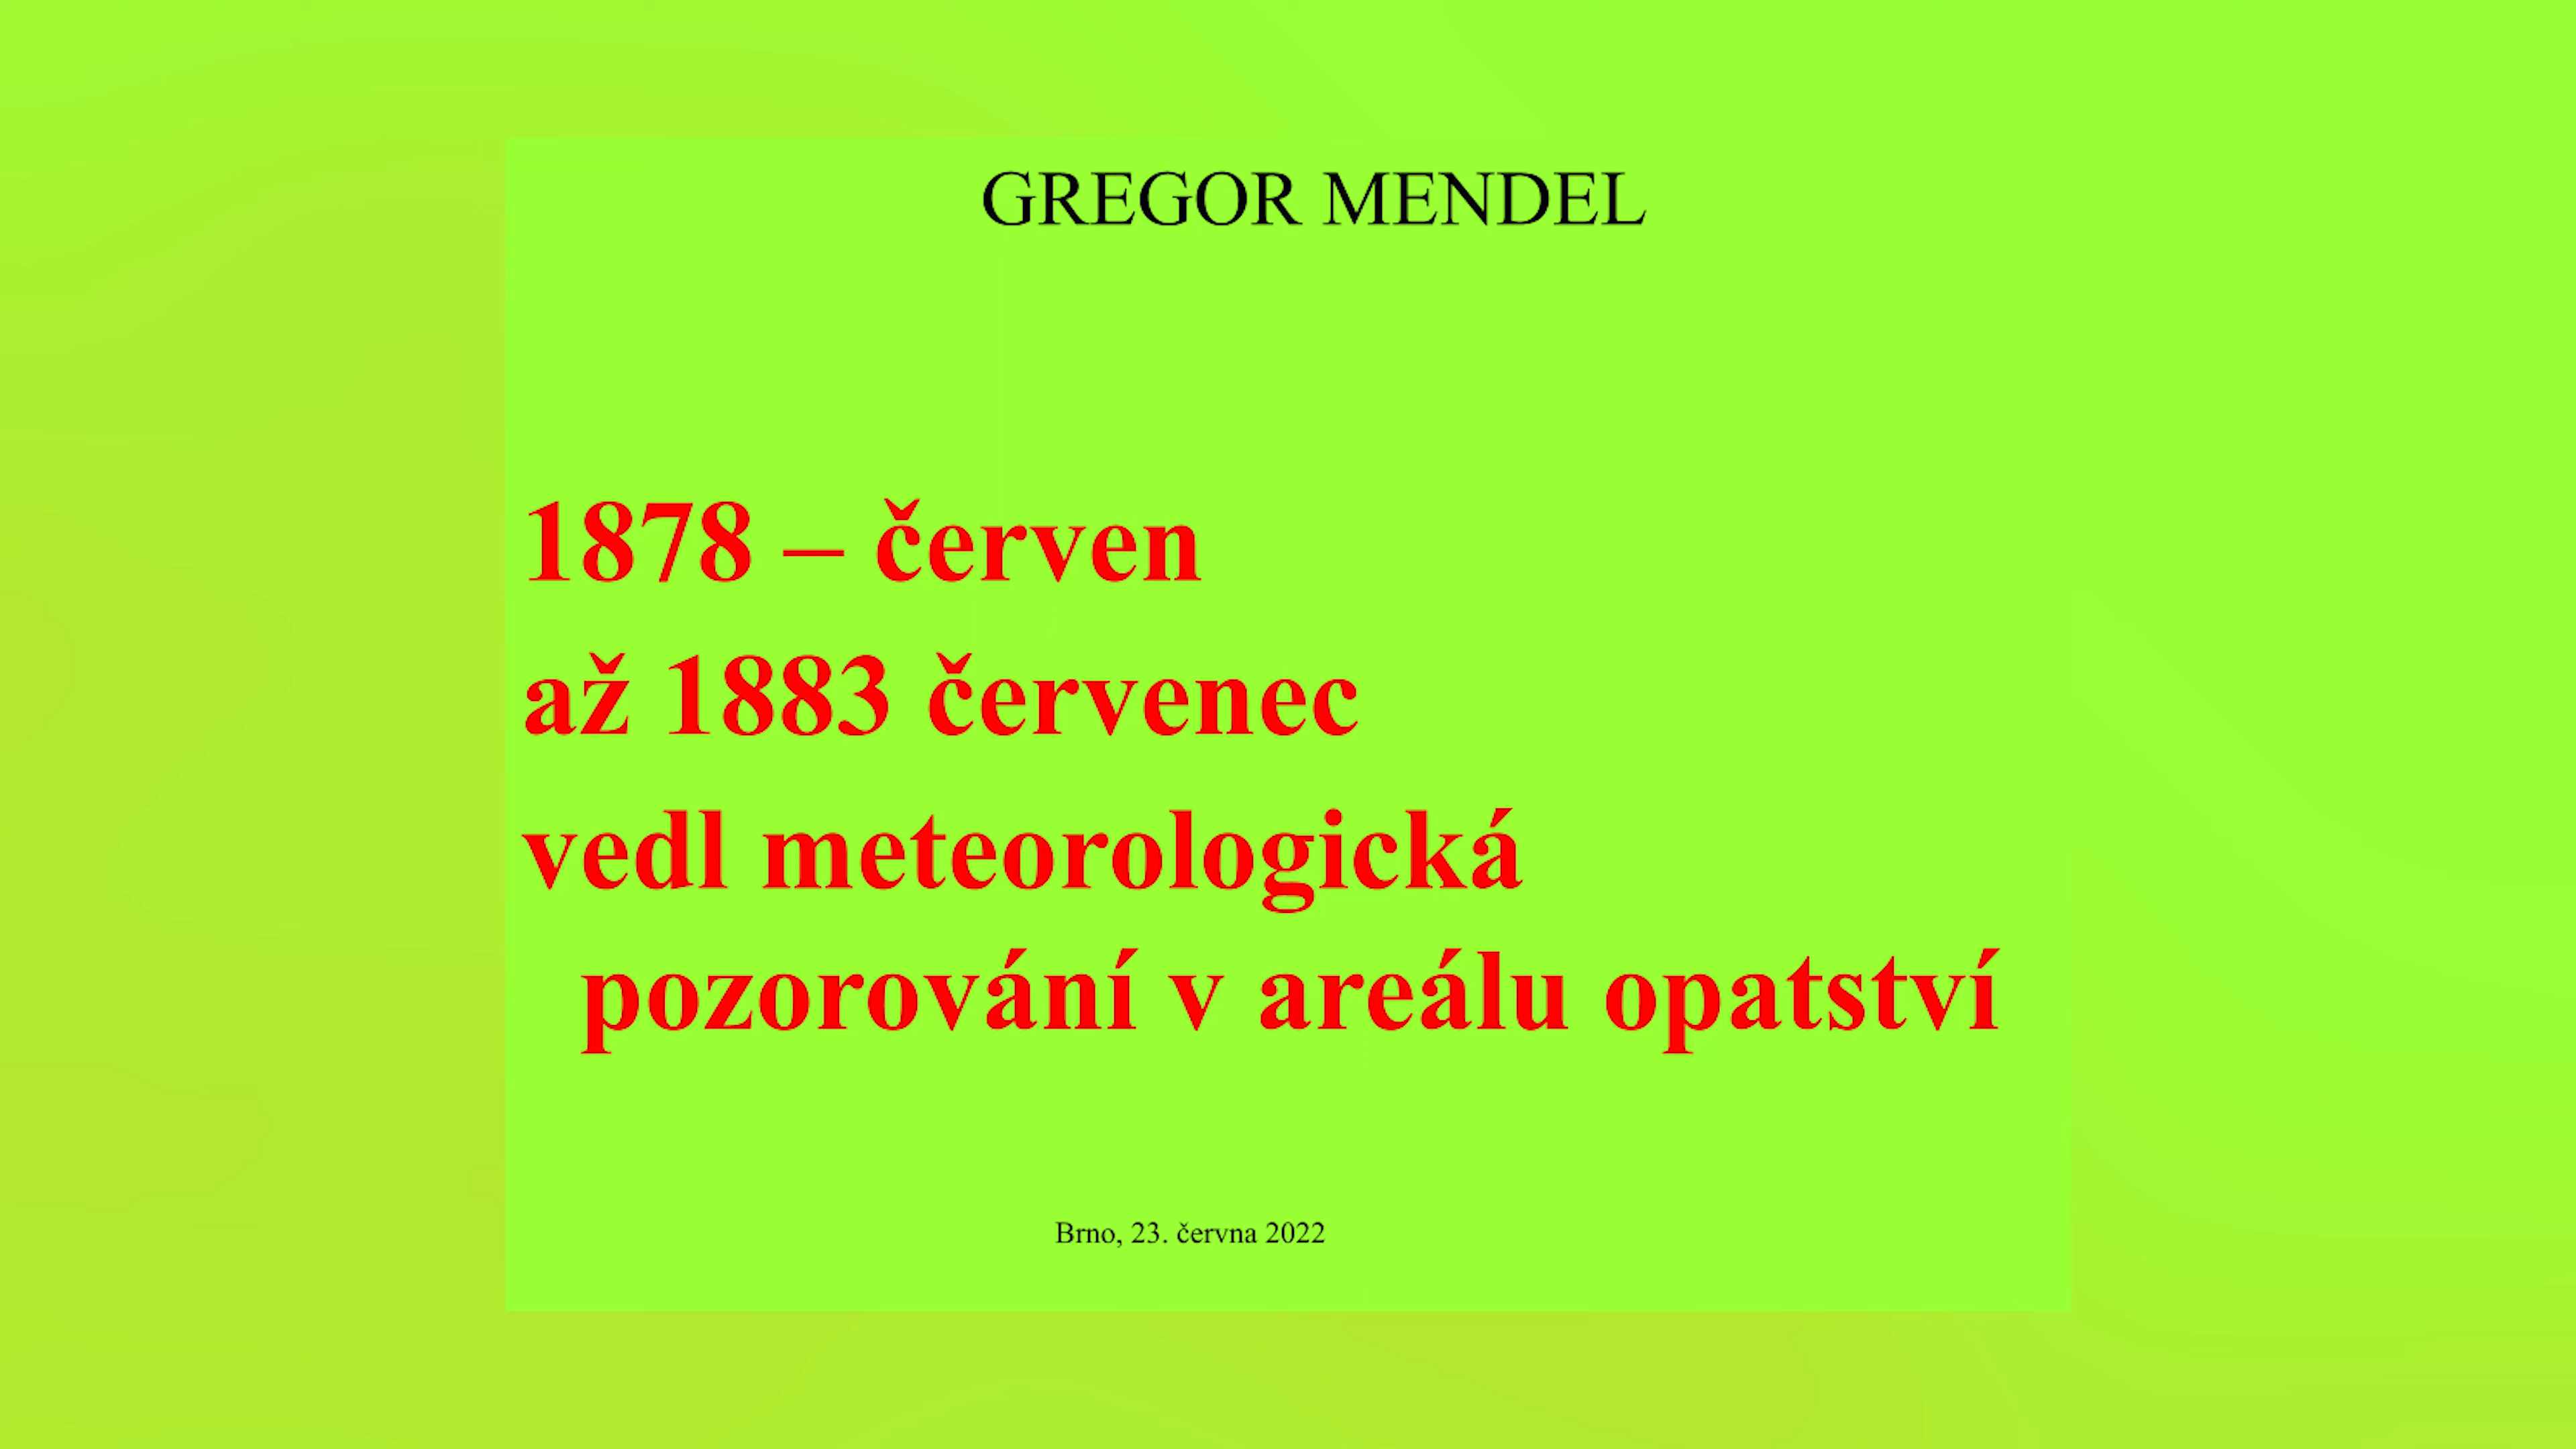 GREGOR MENDEL
1878 – červen
až 1883 červenec
vedl meteorologická
pozorování v areálu opatství
Brno, 23. června 2022